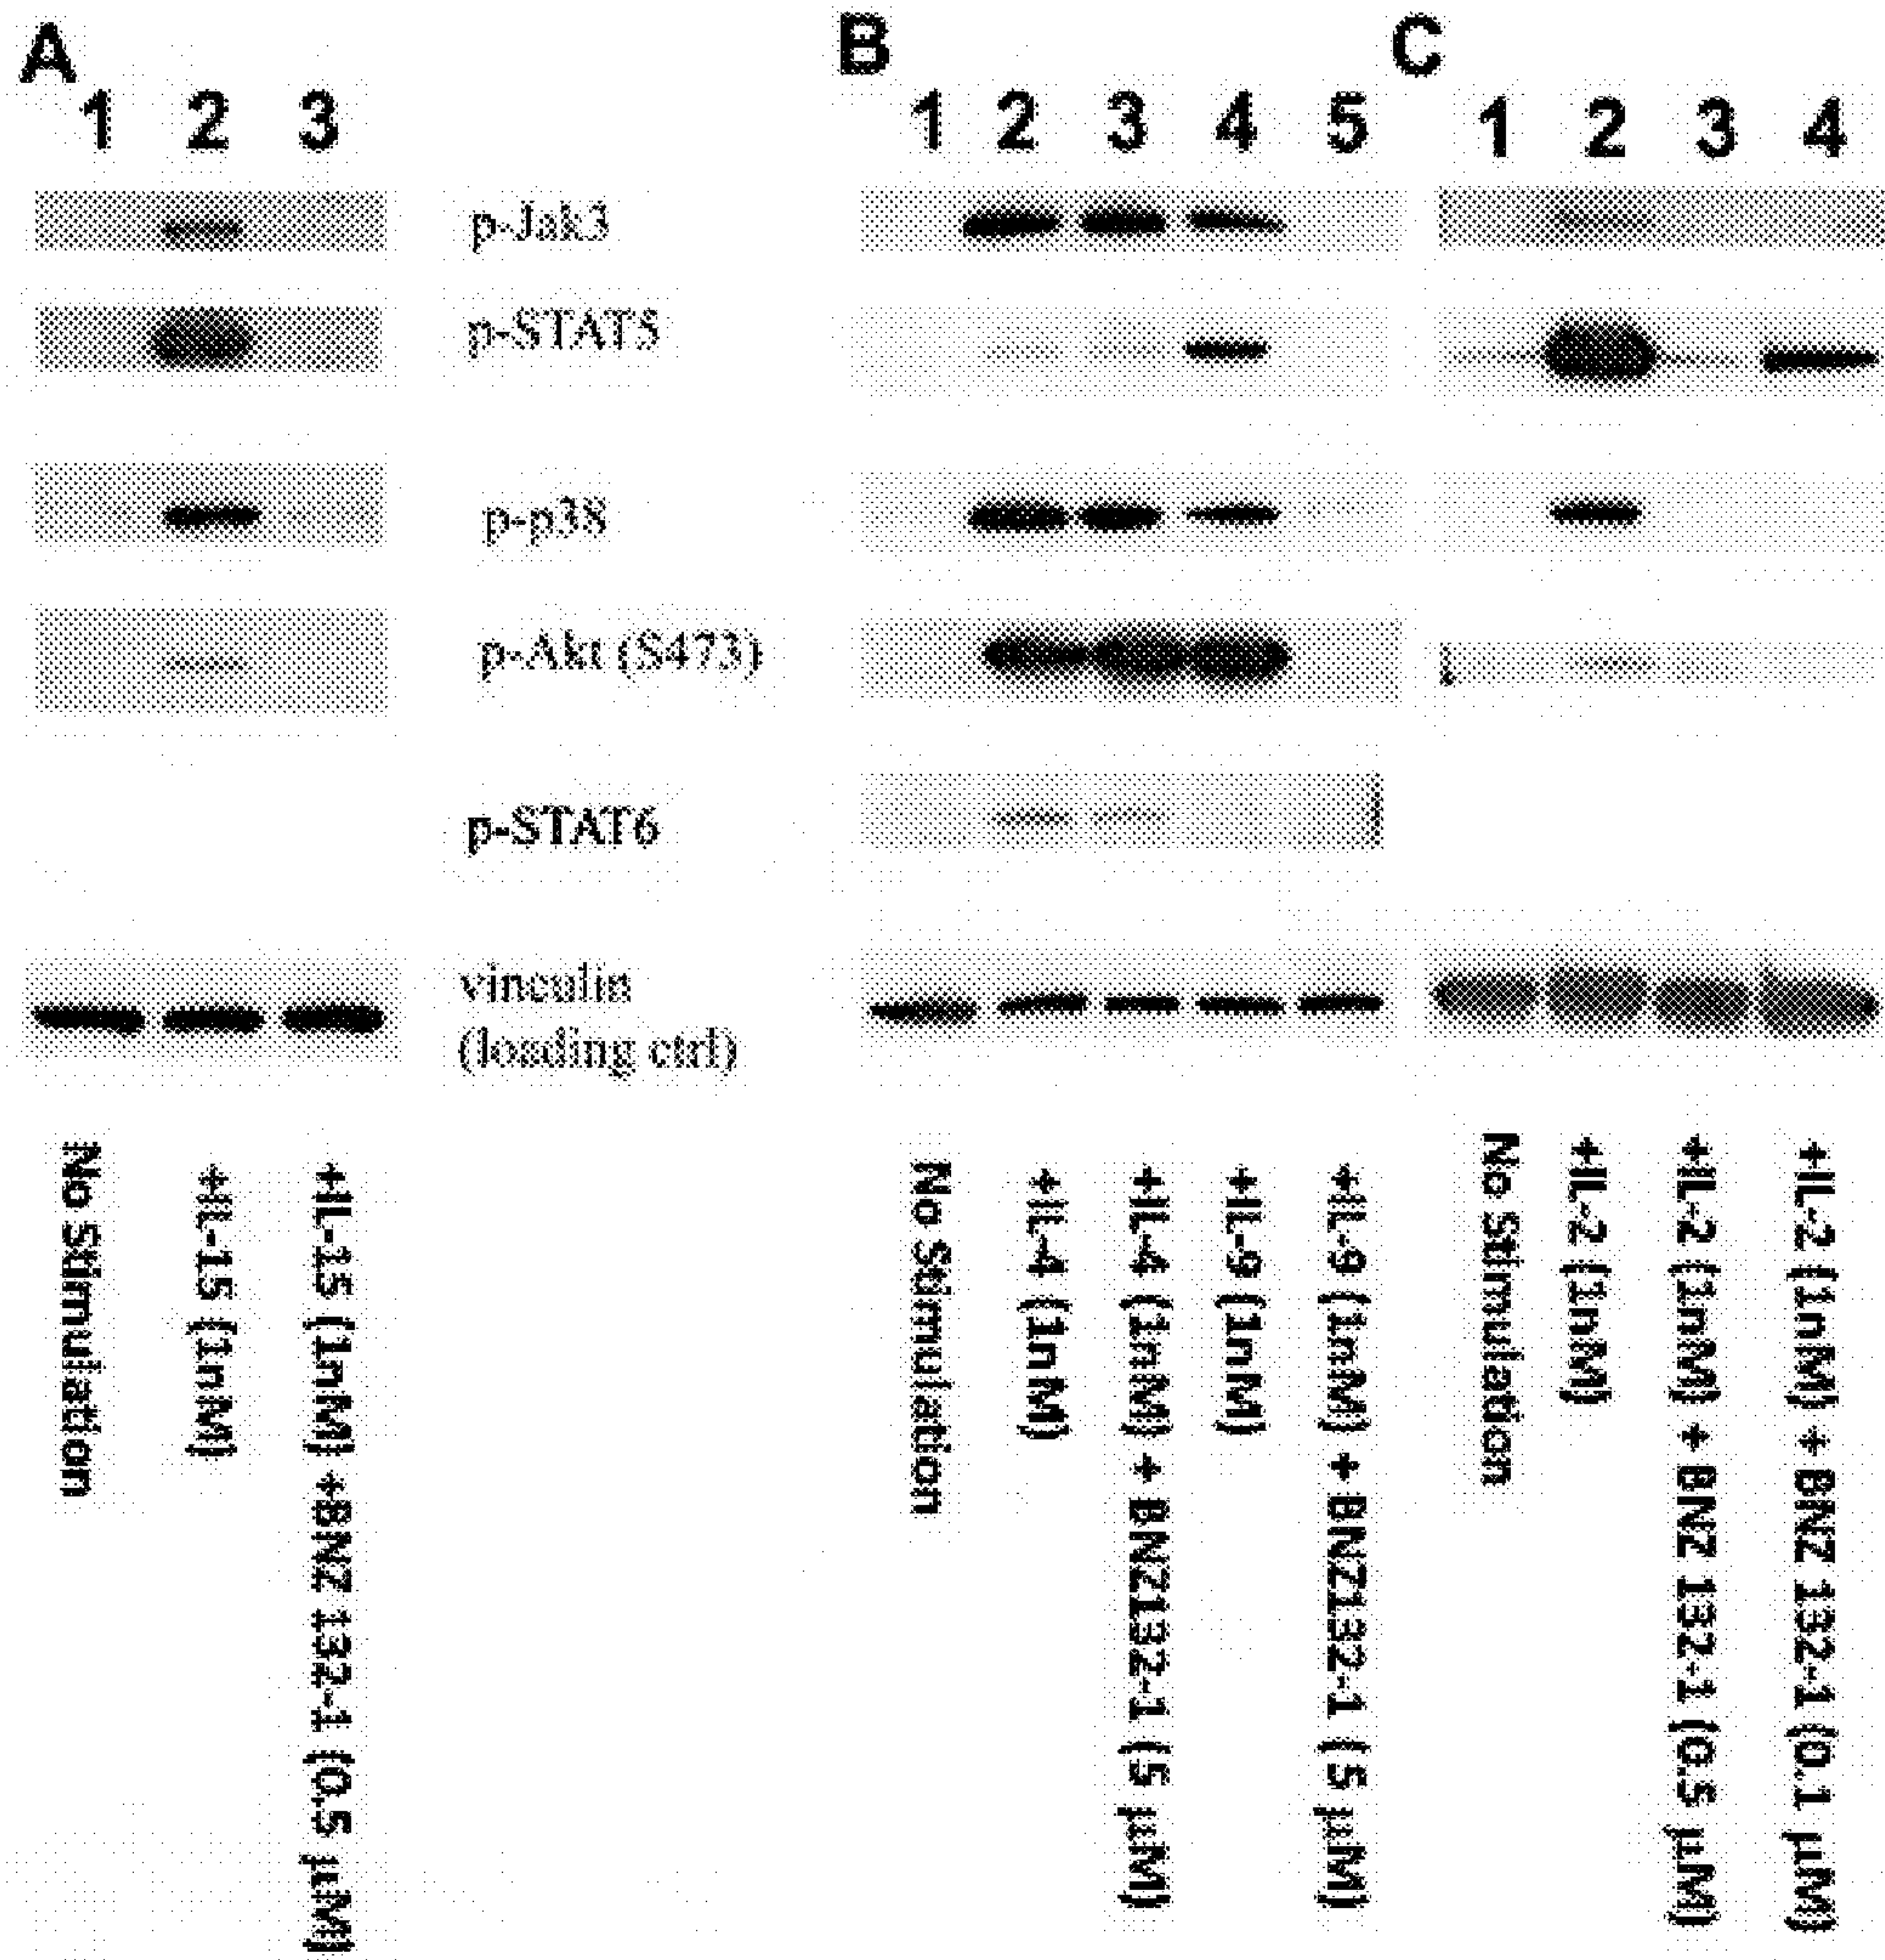 A
B
C
1 2 3
1 2 3 4 5
1 2 3 4
p-Jak3
p-STAT5
p-p38
p-Akt (S473)
p-STAT6
vinculin
(loading ctrl)
No Stimulation
+IL-15 (1nM)
+IL-15 (1nM) +BNZ 132-1 (0.5 µM)
No Stimulation
+IL-4 (1nM)
+IL-4 (1nM) + BNZ132-1 (5 µM)
+IL-9 (1nM)
+IL-9 (1nM) + BNZ132-1 (5 µM)
No Stimulation
+IL-2 (1nM)
+IL-2 (1nM) + BNZ 132-1 (0.5 µM)
+IL-2 (1nM) + BNZ 132-1 (0.1 µM)